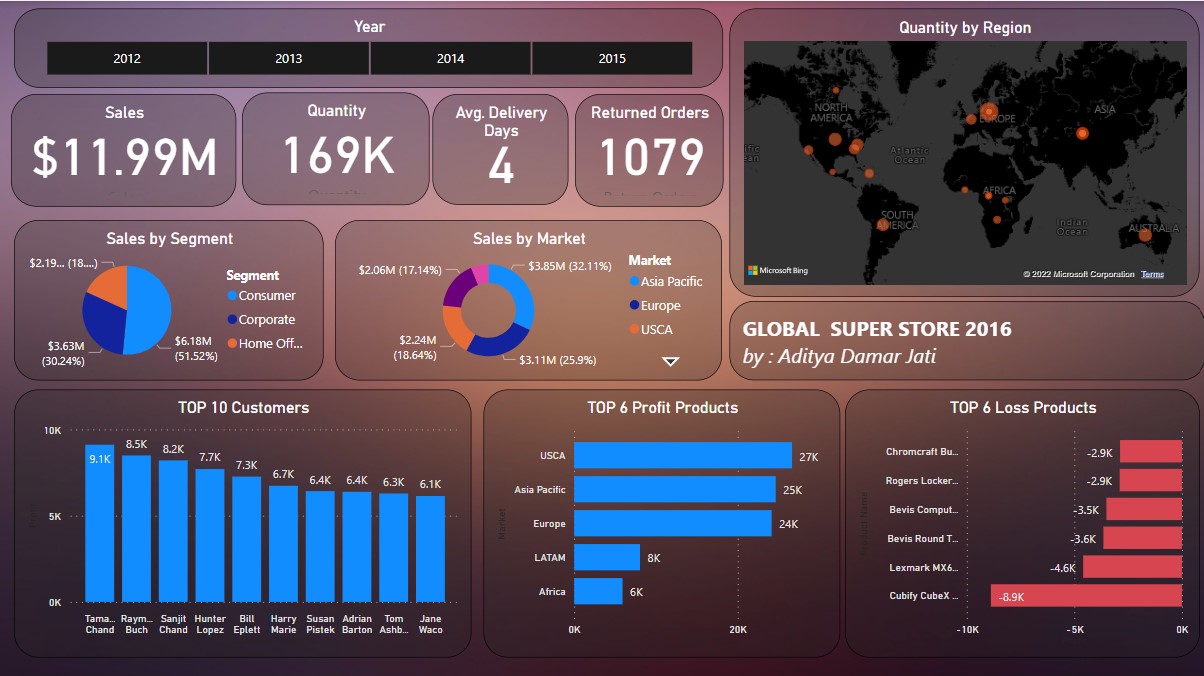 Year
2012
2013
2014
2015
Sales
$11.99M
Quantity
169K
Avg. Delivery
Days
4
Returned Orders
1079
Quantity by Region
NORTH
AMERICA
EUROPE
ASIA
Atlantic
Ocean
AFRICA
SOUTH
AMERICA
Indian
Ocean
AUSTRALIA
Microsoft Bing
© 2022 Microsoft Corporation Terms
Sales by Segment
$2.19... (18....)
$3.63M
(30.24%)
$6.18M
(51.52%)
Segment
Consumer
Corporate
Home Off...
Sales by Market
$2.06M (17.14%)
$3.85M (32.11%)
$2.24M
(18.64%)
$3.11M (25.9%)
Market
Asia Pacific
Europe
USCA
GLOBAL SUPER STORE 2016
by : Aditya Damar Jati
TOP 10 Customers
10K
5K
0K
9.1K
8.5K
8.2K
7.7K
7.3K
6.7K
6.4K
6.4K
6.3K
6.1K
Tama... Chand
Raym... Buch
Sanjit Chand
Hunter Lopez
Bill Eplett
Harry Marie
Susan Pistek
Adrian Barton
Tom Ashb...
Jane Waco
TOP 6 Profit Products
Market
USCA
27K
Asia Pacific
25K
Europe
24K
LATAM
8K
Africa
6K
0K
20K
TOP 6 Loss Products
Chromcraft Bu...
-2.9K
Rogers Locker...
-2.9K
Bevis Comput...
-3.5K
Bevis Round T...
-3.6K
Lexmark MX6...
-4.6K
Cubify CubeX ...
-8.9K
-10K
-5K
0K